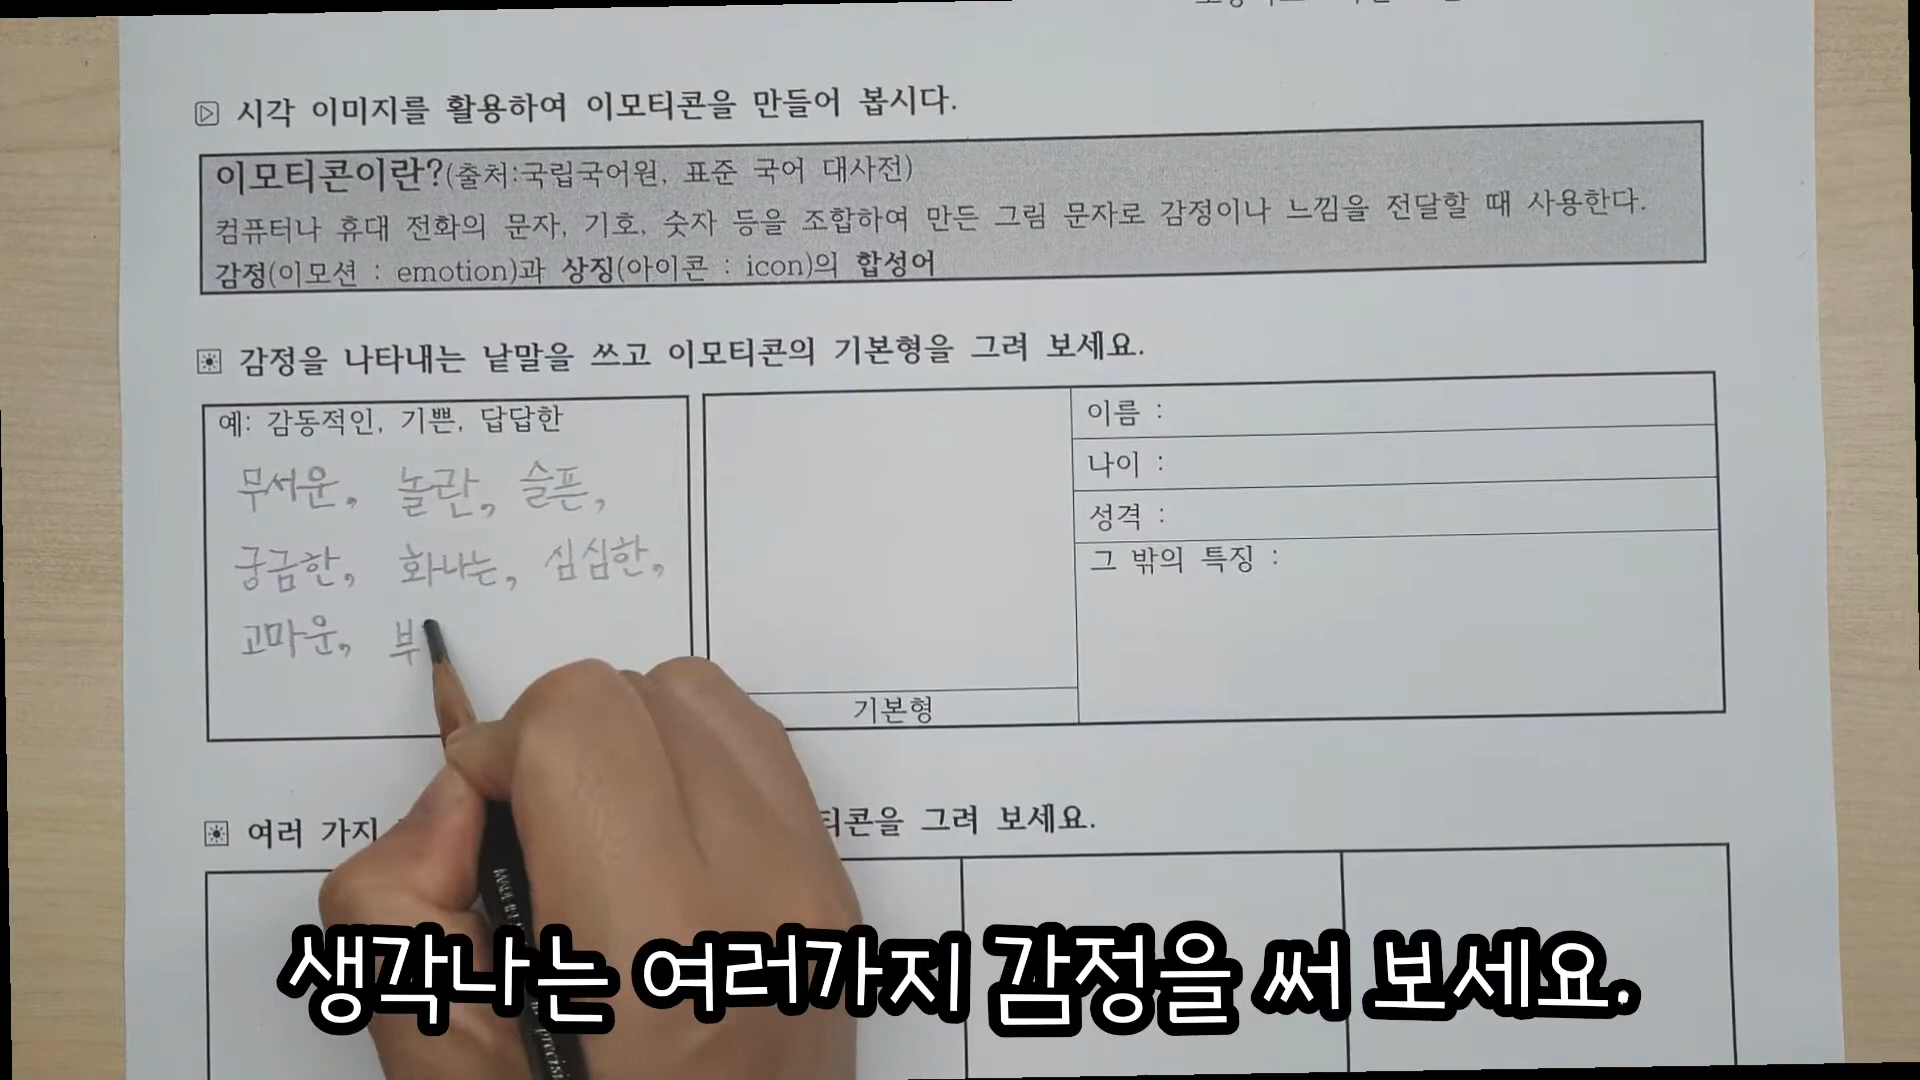 ▷ 시각 이미지를 활용하여 이모티콘을 만들어 봅시다.
이모티콘이란?(출처:국립국어원, 표준 국어 대사전)
컴퓨터나 휴대 전화의 문자, 기호, 숫자 등을 조합하여 만든 그림 문자로 감정이나 느낌을 전달할 때 사용한다.
감정(이모션 : emotion)과 상징(아이콘 : icon)의 합성어
감정을 나타내는 낱말을 쓰고 이모티콘의 기본형을 그려 보세요.
예: 감동적인, 기쁜, 답답한
무서운, 놀란, 슬픈,
궁금한, 화나는, 심심한,
고마운, 부
기본형
이름 :
나이 :
성격 :
그 밖의 특징 :
여러 가지 티콘을 그려 보세요.
생각나는 여러가지 감정을 써 보세요.